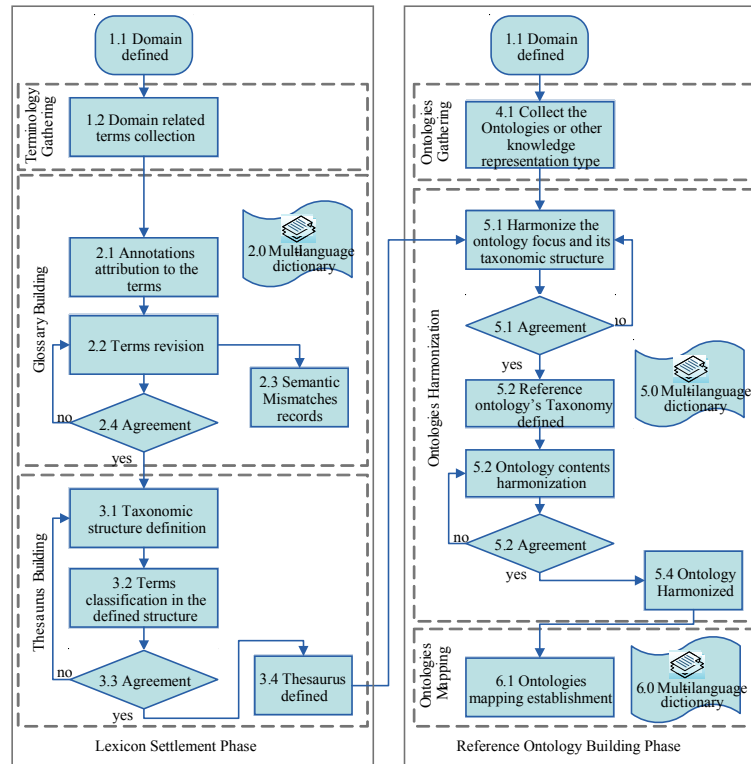 1.1 Domain
defined
Terminology
Gathering
1.2 Domain related
terms collection
Glossary Building
2.0 Multilanguage
dictionary
2.1 Annotations
attribution to the
terms
2.2 Terms revision
2.3 Semantic
Mismatches
records
no
2.4 Agreement
yes
Thesaurus Building
3.1 Taxonomic
structure definition
3.2 Terms
classification in the
defined structure
no
3.3 Agreement
yes
3.4 Thesaurus
defined
Lexicon Settlement Phase
1.1 Domain
defined
Ontologies
Gathering
4.1 Collect the
Ontologies or other
knowledge
representation type
Ontologies Harmonization
5.1 Harmonize the
ontology focus and its
taxonomic structure
5.1 Agreement
no
yes
5.2 Reference
ontology’s Taxonomy
defined
5.0 Multilanguage
dictionary
5.2 Ontology contents
harmonization
no
5.2 Agreement
yes
5.4 Ontology
Harmonized
Ontologies
Mapping
6.1 Ontologies
mapping establishment
6.0 Multilanguage
dictionary
Reference Ontology Building Phase